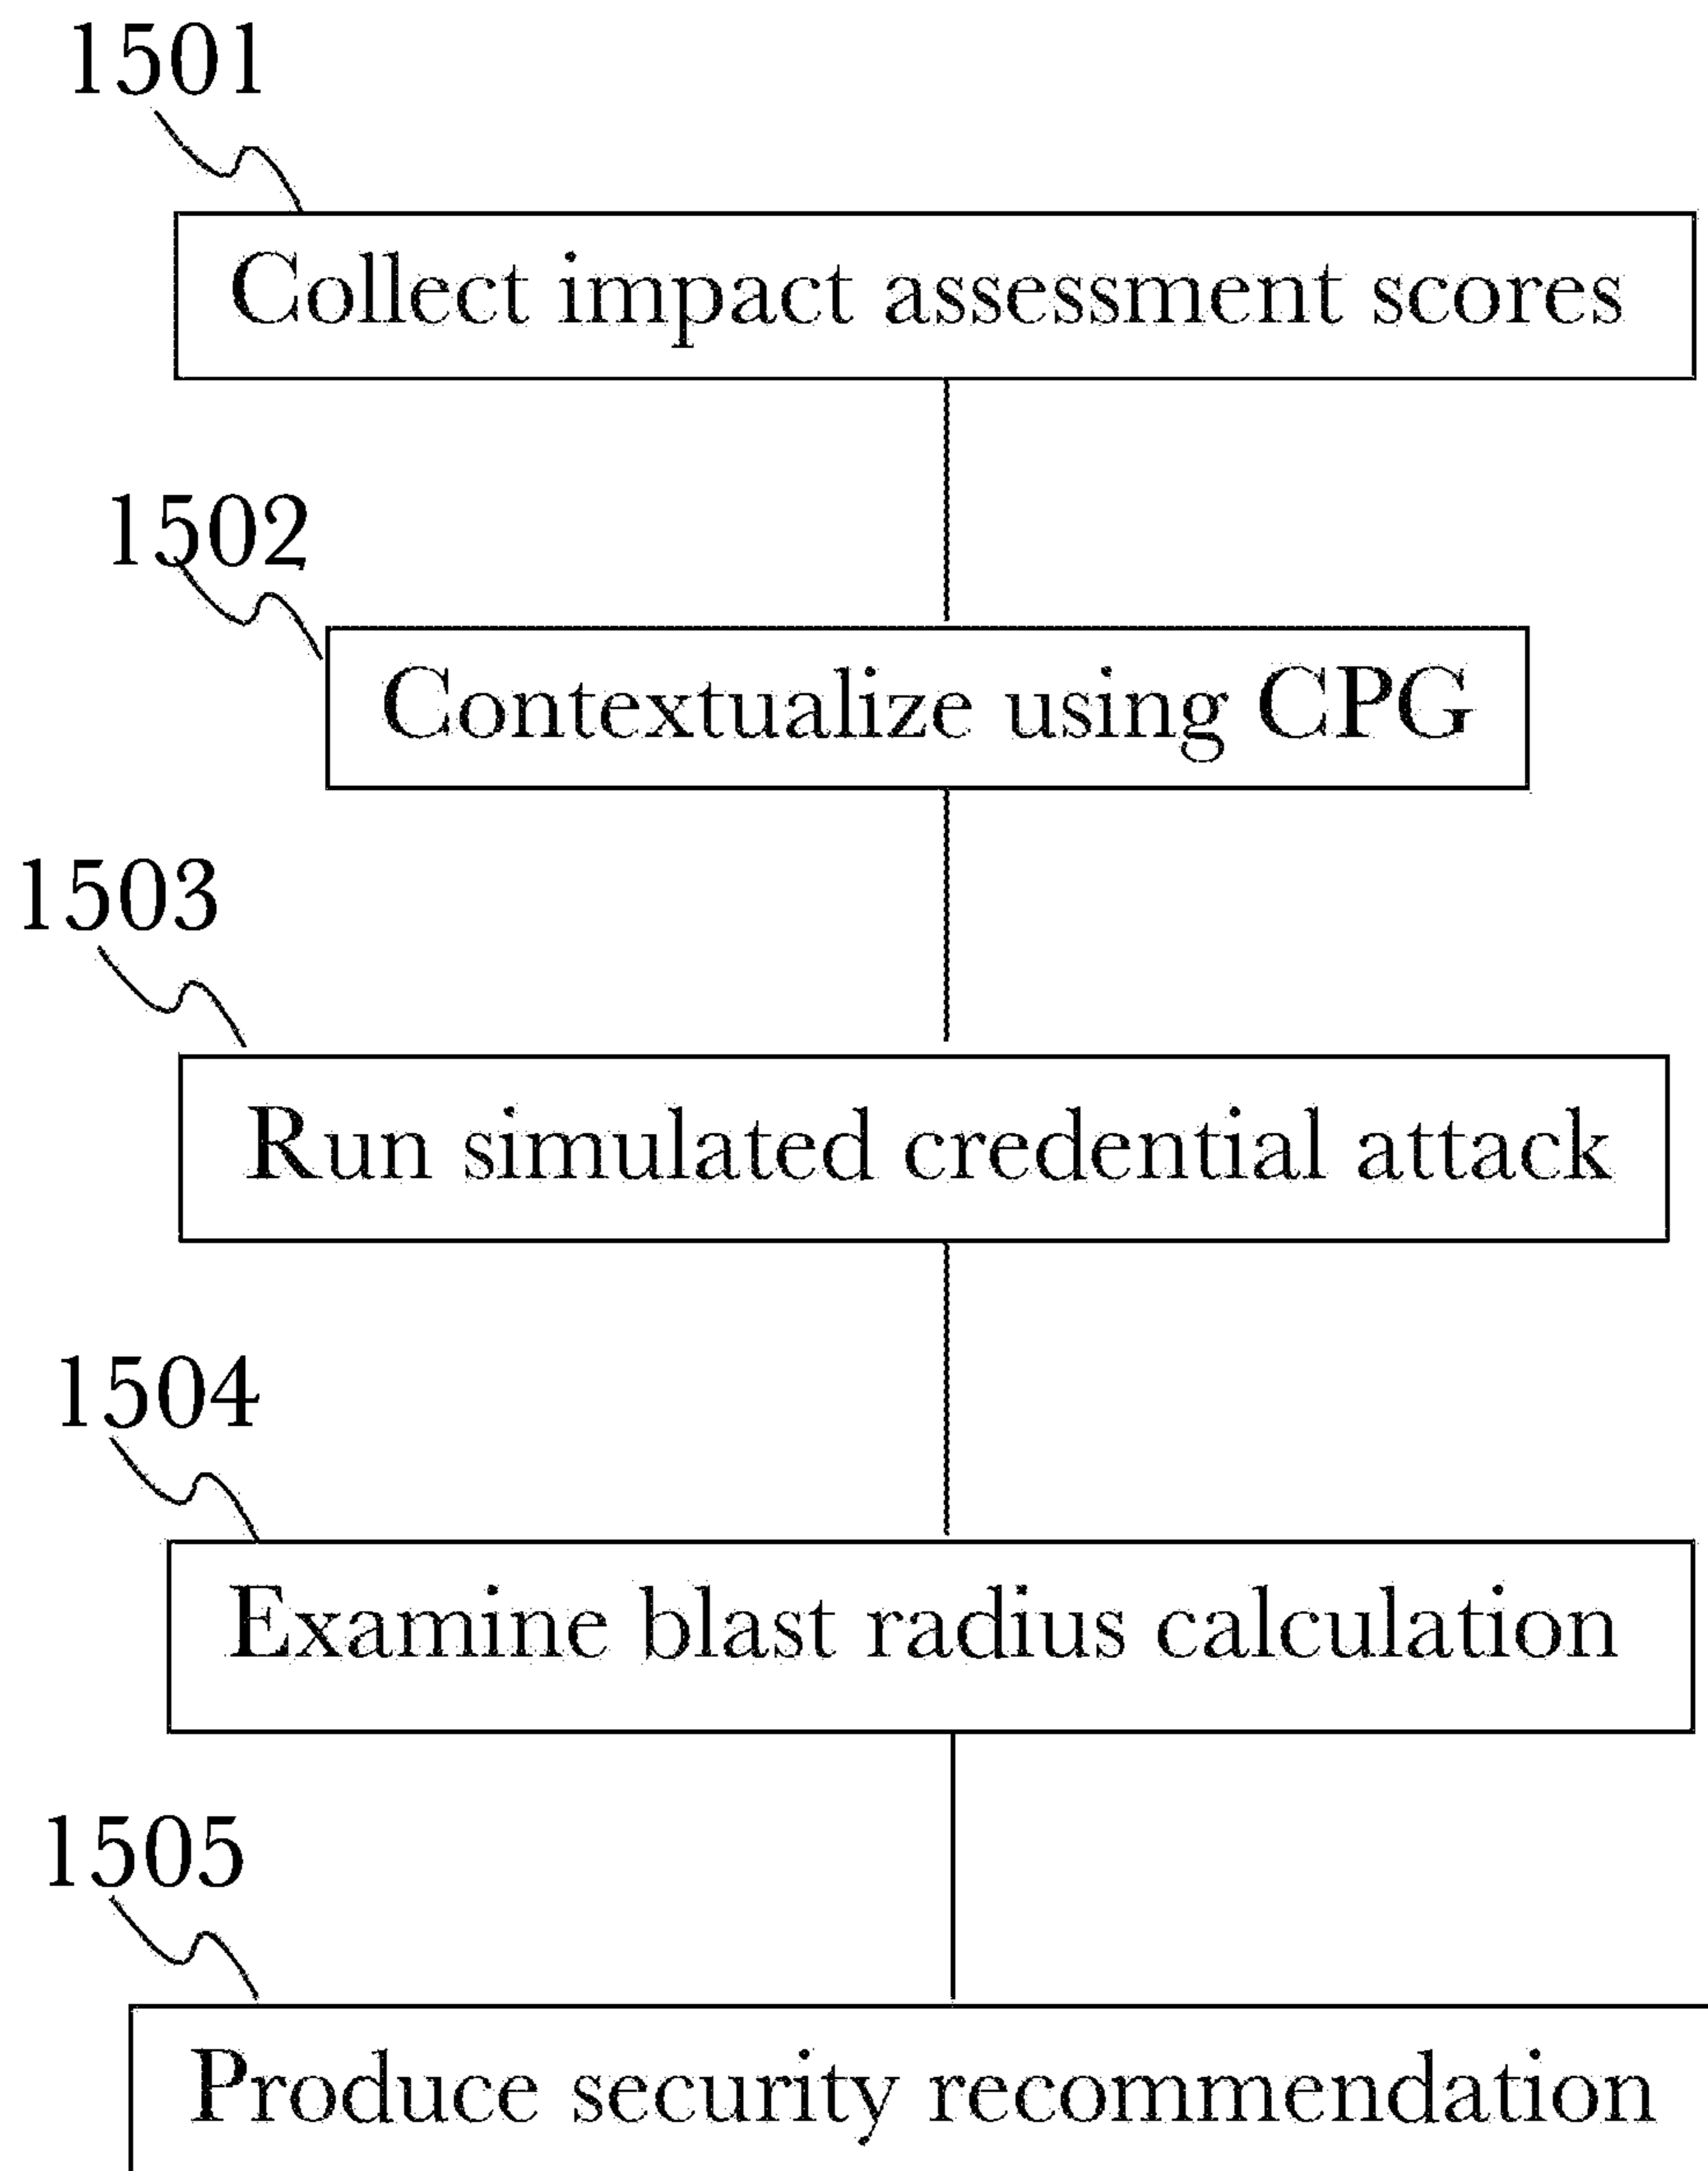 1501
Collect impact assessment scores
1502
Contextualize using CPG
1503
Run simulated credential attack
1504
Examine blast radius calculation
1505
Produce security recommendation